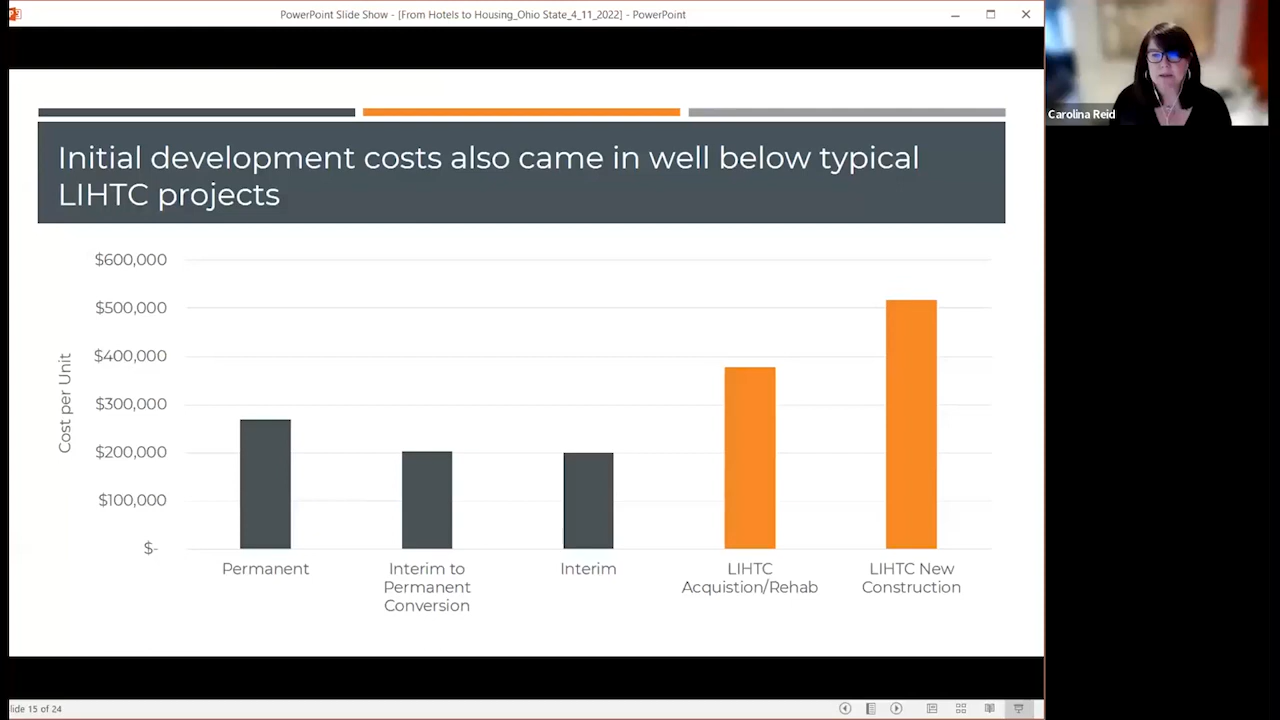 PowerPoint Slide Show - [From Hotels to Housing_Ohio State_4_11_2022] - PowerPoint
Carolina Reid
Initial development costs also came in well below typical
LIHTC projects
$600,000
$500,000
$400,000
$300,000
$200,000
$100,000
$-
Cost per Unit
Permanent
Interim to
Permanent
Conversion
Interim
LIHTC
Acquistion/Rehab
LIHTC New
Construction
lide 15 of 24